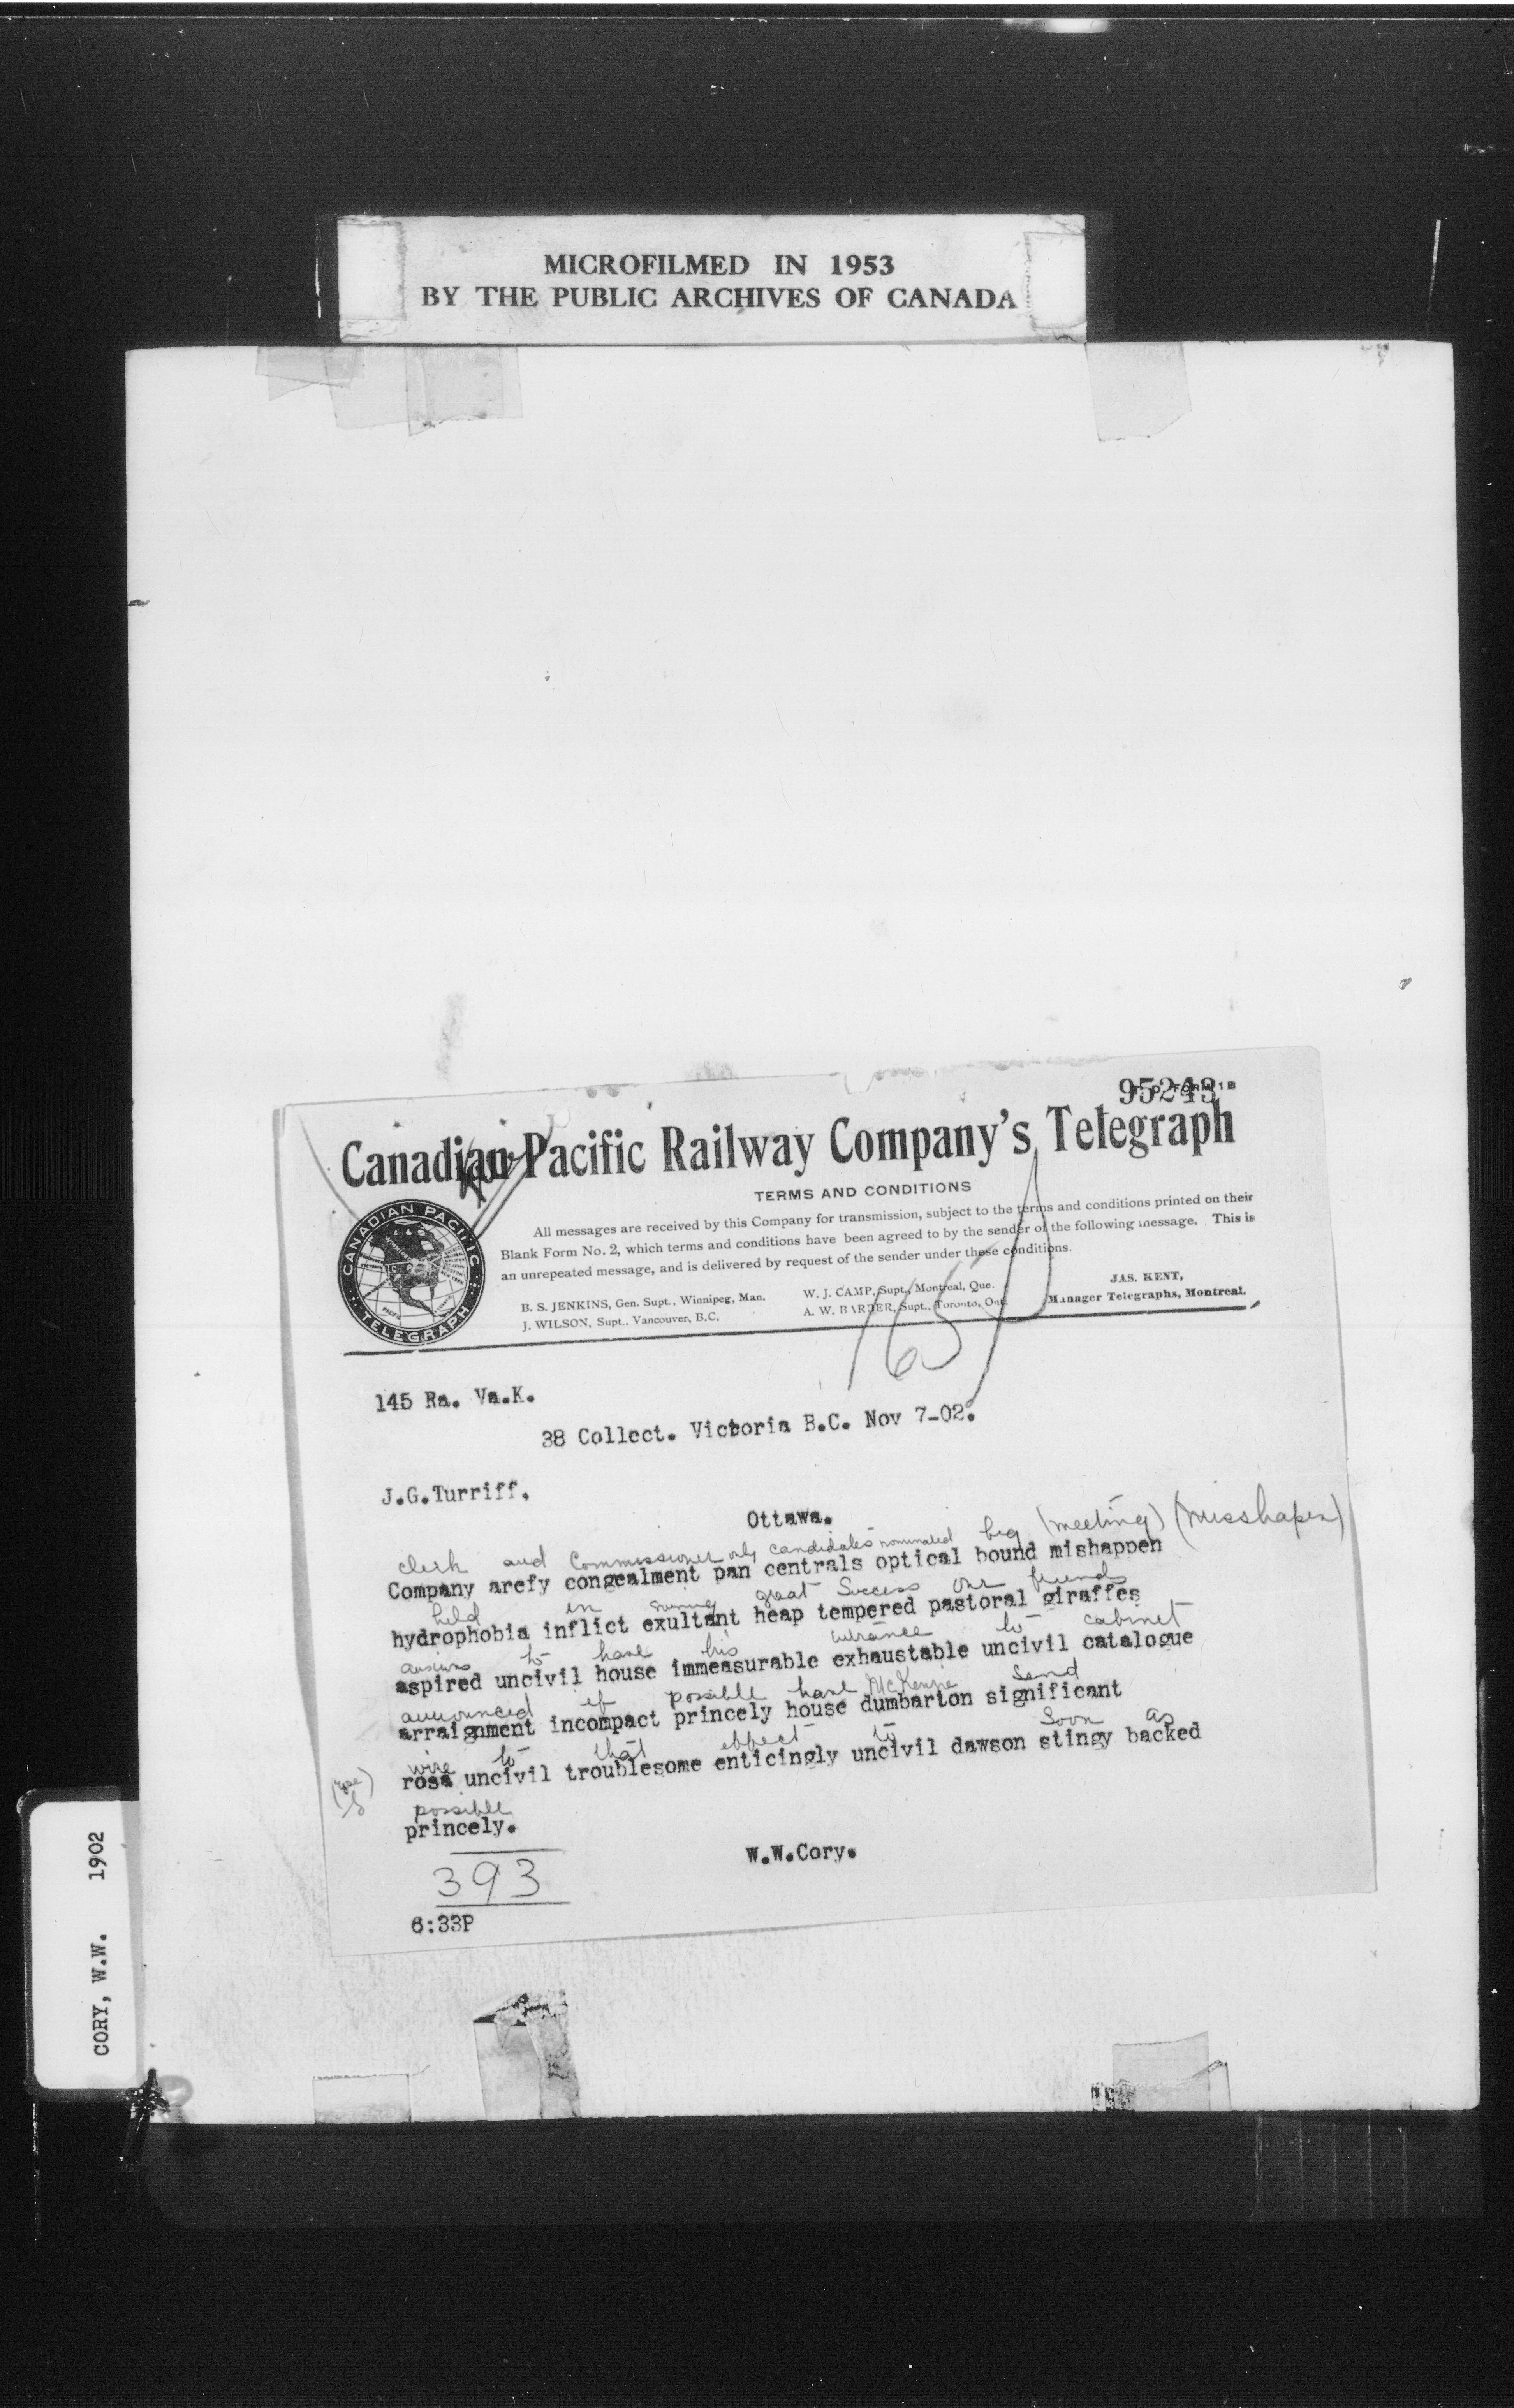 MICROFILMED IN 1953
BY THE PUBLIC ARCHIVES OF CANADA
95243
FORM 1 B
Canadian Pacific Railway Company's Telegraph
TERMS AND CONDITIONS
CANADIAN PACIFIC TELEGRAPH
All messages are received by this Company for transmission, subject to the terms and conditions printed on their
Blank Form No. 2, which terms and conditions have been agreed to by the sender of the following message. This is
an unrepeated message, and is delivered by request of the sender under these conditions.
B. S. JENKINS, Gen. Supt., Winnipeg, Man.
J. WILSON, Supt., Vancouver, B.C.
W. J. CAMP, Supt., Montreal, Que.
A. W. BARBER, Supt., Toronto, Ont.
JAS. KENT,
Manager Telegraphs, Montreal.
145 Ra. Va.K.
38 Collect. Victoria B.C. Nov 7-02.
J.G.Turriff.
Ottawa.
clerk and Commissioner only candidates nominated big (meeting) (misshapen)
Company arefy congealment pan centrals optical bound mishappen
held in evening great success our friends
hydrophobia inflict exultant heap tempered pastoral giraffes
anxious to have his entrance to cabinet
aspired uncivil house immeasurable exhaustable uncivil catalogue
announced if possible have McKenzie send
arraignment incompact princely house dumbarton significant
wire to that effect to soon as
rosa uncivil troublesome enticingly uncivil dawson stingy backed
(rose)
possible
princely.
W.W.Cory.
393
6:33P
CORY, W.W. 1902